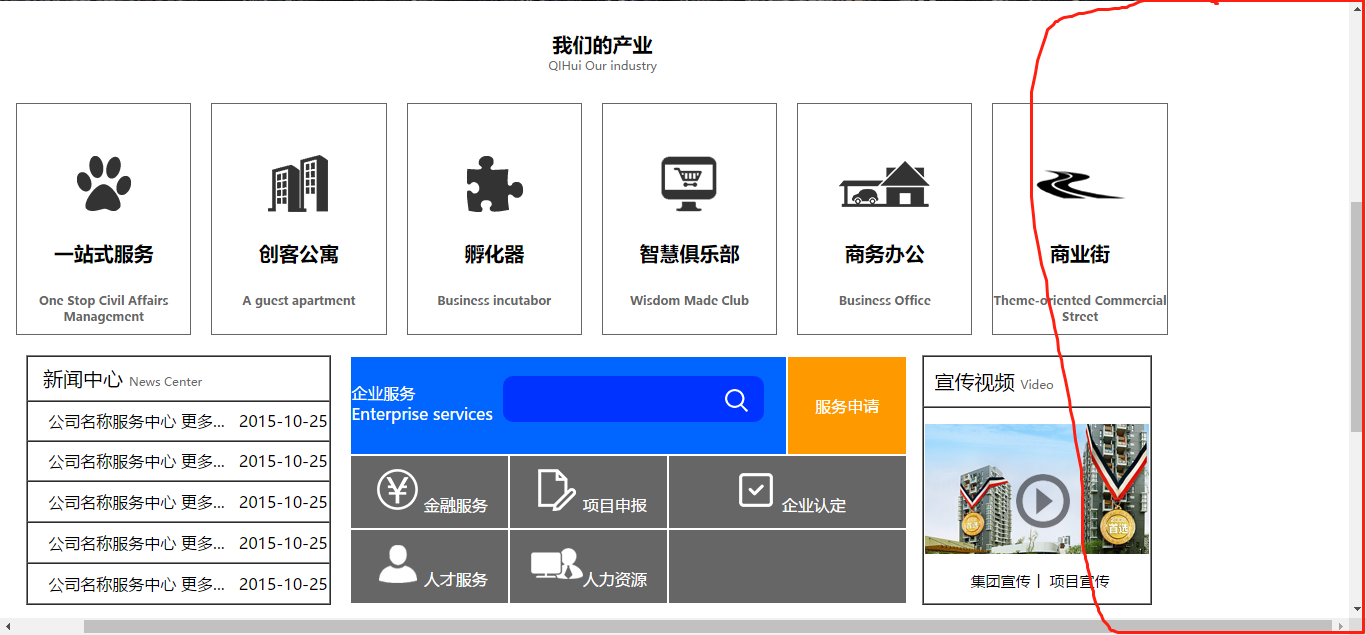 我们的产业
QIHui Our industry
一站式服务
One Stop Civil Affairs
Management
创客公寓
A guest apartment
孵化器
Business incutabor
智慧俱乐部
Wisdom Made Club
商务办公
Business Office
商业街
Theme-oriented Commercial
Street
新闻中心 News Center
公司名称服务中心 更多... 2015-10-25
公司名称服务中心 更多... 2015-10-25
公司名称服务中心 更多... 2015-10-25
公司名称服务中心 更多... 2015-10-25
公司名称服务中心 更多... 2015-10-25
企业服务
Enterprise services
服务申请
金融服务
项目申报
企业认定
人才服务
人力资源
宣传视频 Video
首选
首选
集团宣传 | 项目宣传